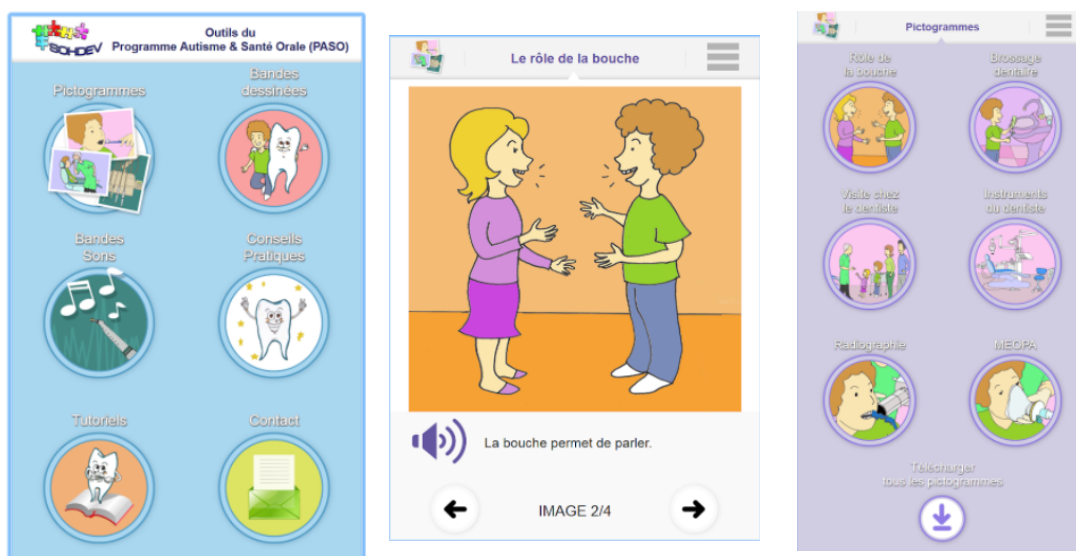 SOHDEV
Outils du
Programme Autisme & Santé Orale (PASO)
Pictogrammes
Bandes
dessinées
Bandes
Sons
Conseils
Pratiques
Tutoriels
Contact
Le rôle de la bouche
La bouche permet de parler.
IMAGE 2/4
Pictogrammes
Rôle de
la bouche
Brossage
dentaire
Visite chez
le dentiste
Instruments
du dentiste
Radiographie
MEOPA
Télécharger
tous les pictogrammes